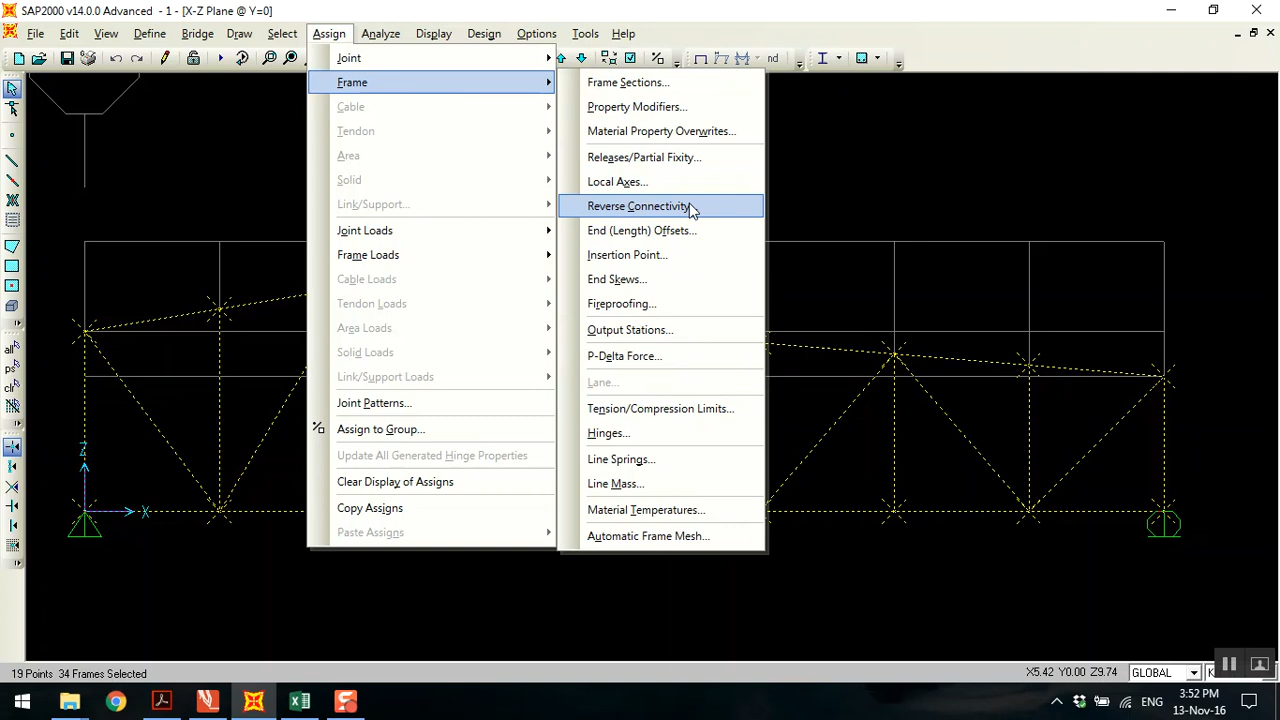 SAP2000 v14.0.0 Advanced - 1 - [X-Z Plane @ Y=0]
File Edit View Define Bridge Draw Select Assign Analyze Display Design Options Tools Help
Joint
Frame
Cable
Tendon
Area
Solid
Link/Support...
Joint Loads
Frame Loads
Cable Loads
Tendon Loads
Area Loads
Solid Loads
Link/Support Loads
Joint Patterns...
Assign to Group...
Update All Generated Hinge Properties
Clear Display of Assigns
Copy Assigns
Paste Assigns
Frame Sections...
Property Modifiers...
Material Property Overwrites...
Releases/Partial Fixity...
Local Axes...
Reverse Connectivity
End (Length) Offsets...
Insertion Point...
End Skews...
Fireproofing...
Output Stations...
P-Delta Force...
Lane...
Tension/Compression Limits...
Hinges...
Line Springs...
Line Mass...
Material Temperatures...
Automatic Frame Mesh...
nd
all
ps
clr
Z
X
19 Points 34 Frames Selected
X5.42 Y0.00 Z9.74
GLOBAL
ENG
3:52 PM
13-Nov-16